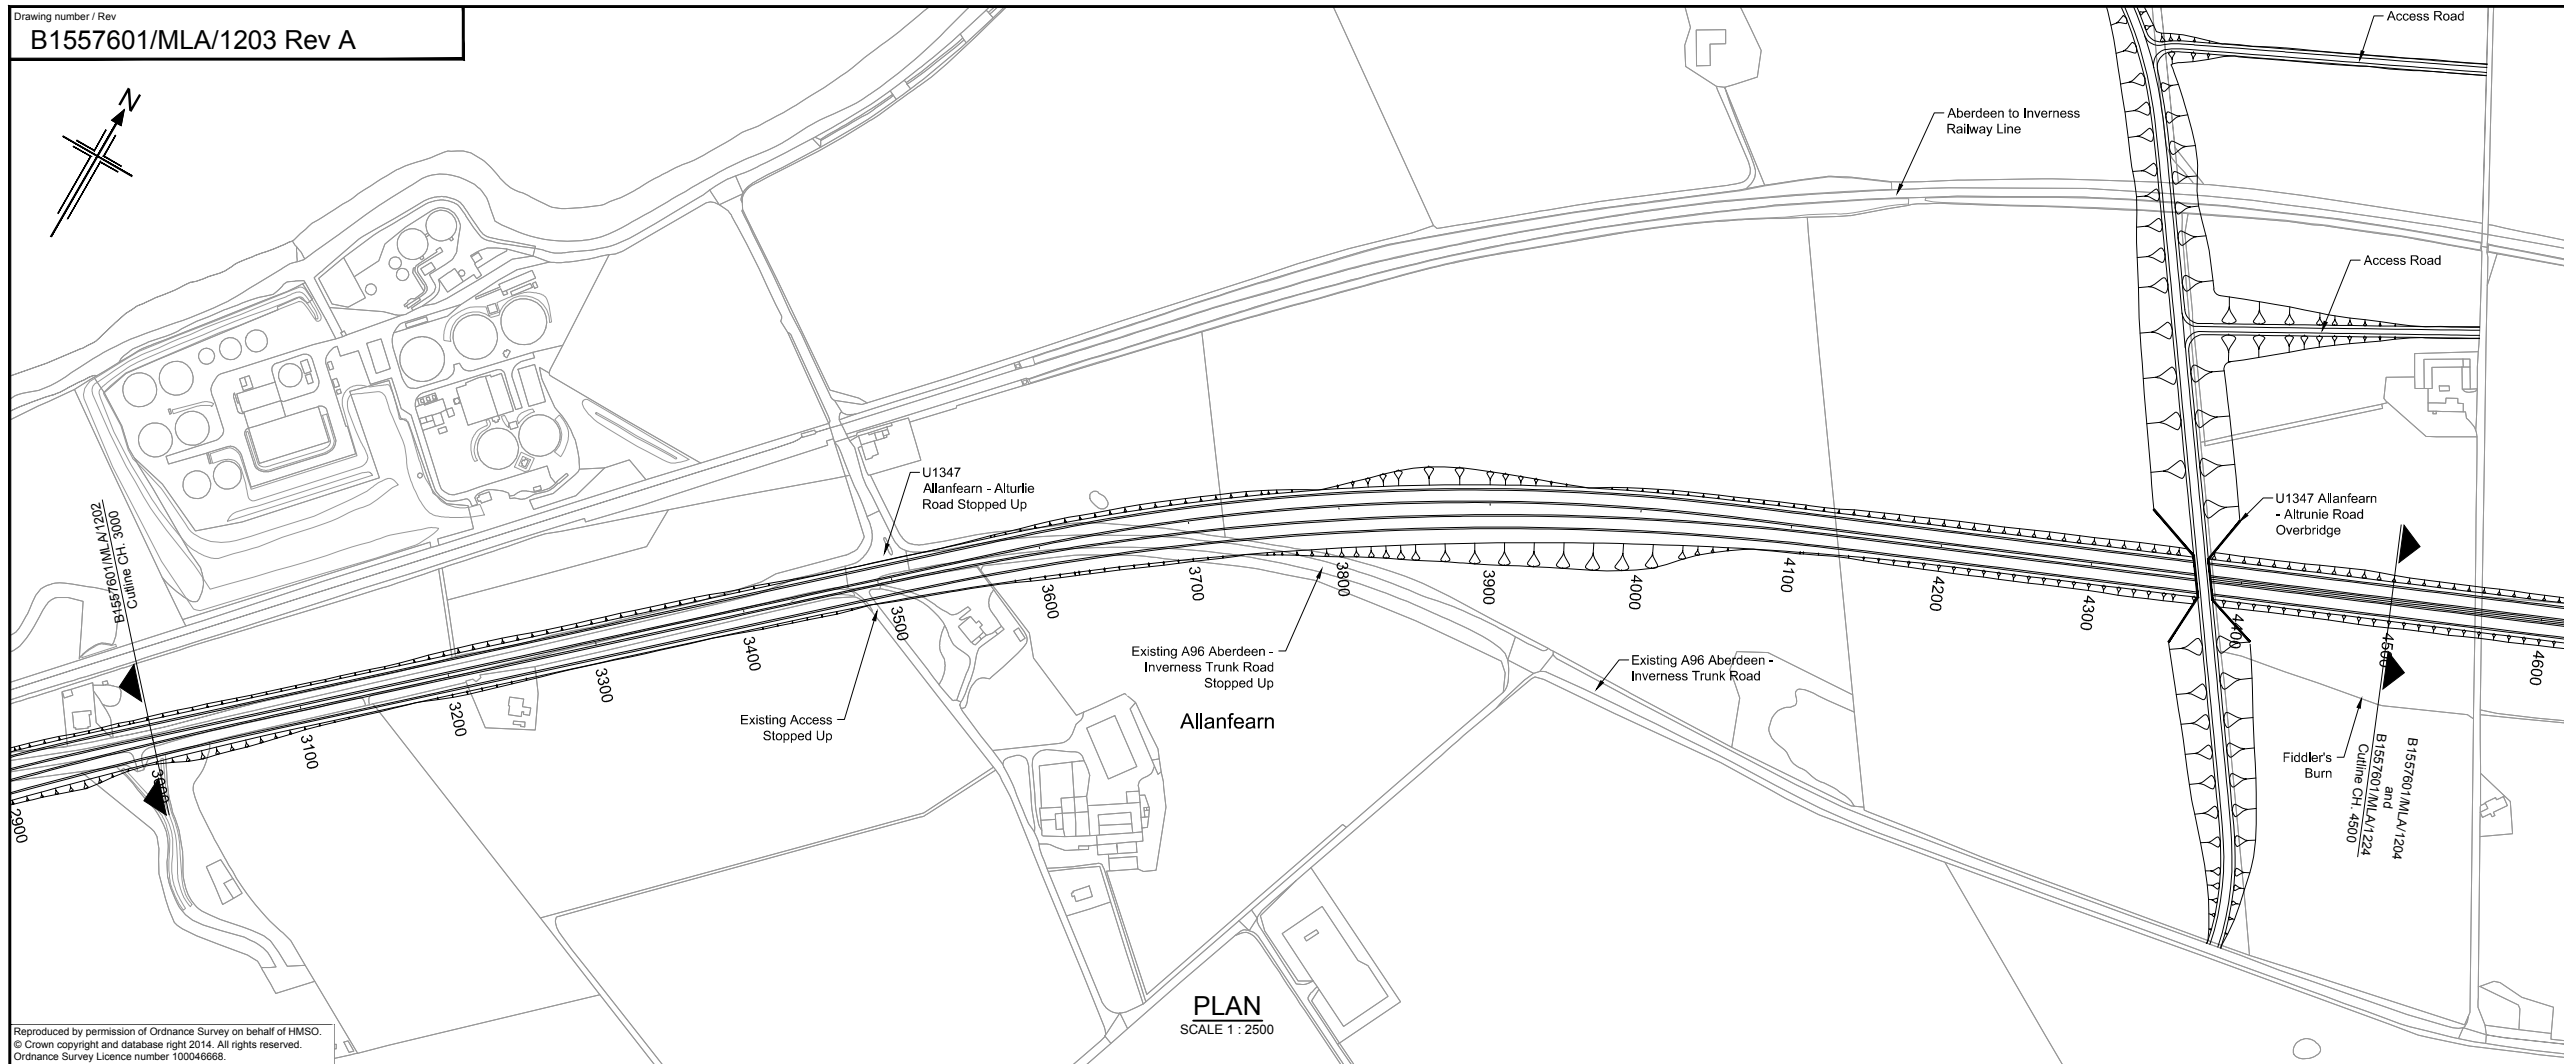 Drawing number / Rev
B1557601/MLA/1203 Rev A
N
Access Road
Aberdeen to Inverness
Railway Line
Access Road
U1347
Allanfearn - Alturlie
Road Stopped Up
U1347 Allanfearn
- Altrunie Road
Overbridge
B1557601/MLA/1202
Cutline CH. 3000
Existing A96 Aberdeen -
Inverness Trunk Road
Stopped Up
Existing A96 Aberdeen -
Inverness Trunk Road
Existing Access
Stopped Up
Allanfearn
Fiddler's
Burn
B1557601/MLA/1204
and
B1557601/MLA/1224
Cutline CH. 4500
2900
3000
3100
3200
3300
3400
3500
3600
3700
3800
3900
4000
4100
4200
4300
4400
4500
4600
PLAN
SCALE 1 : 2500
Reproduced by permission of Ordnance Survey on behalf of HMSO.
© Crown copyright and database right 2014. All rights reserved.
Ordnance Survey Licence number 100046668.